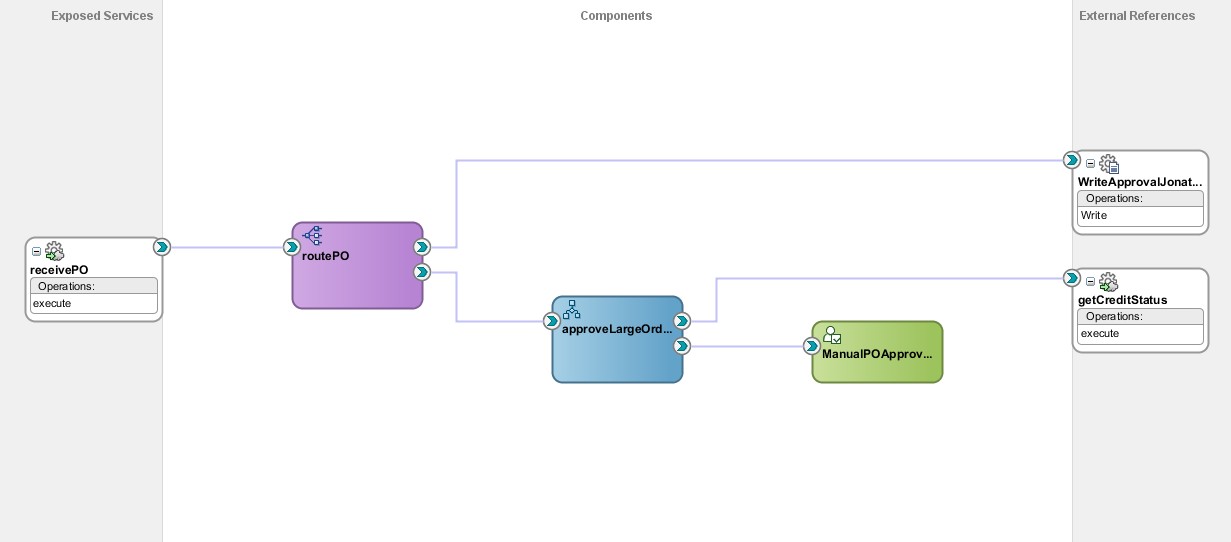 Exposed Services
Components
External References
receivePO
Operations:
execute
routePO
approveLargeOrd...
ManualPOApprov...
WriteApprovalJonat...
Operations:
Write
getCreditStatus
Operations:
execute